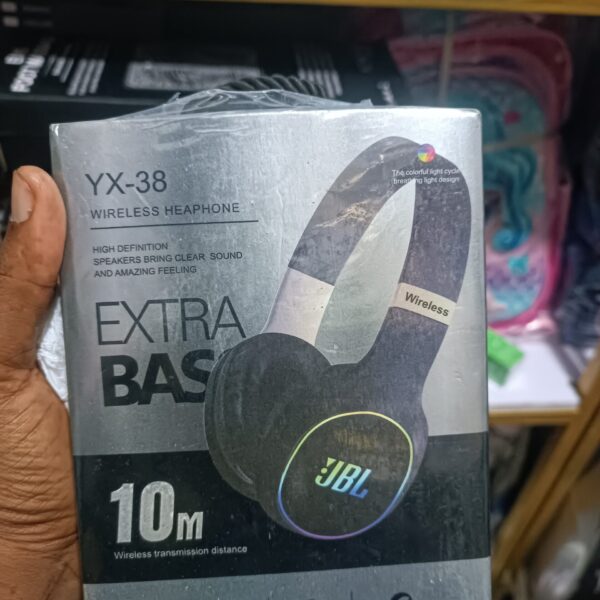 YX-38
WIRELESS HEAPHONE
HIGH DEFINITION
SPEAKERS BRING CLEAR SOUND
AND AMAZING FEELING
EXTRA
BAS
The colorful light cycle
breathing light design
Wireless
JBL
10M
Wireless transmission distance